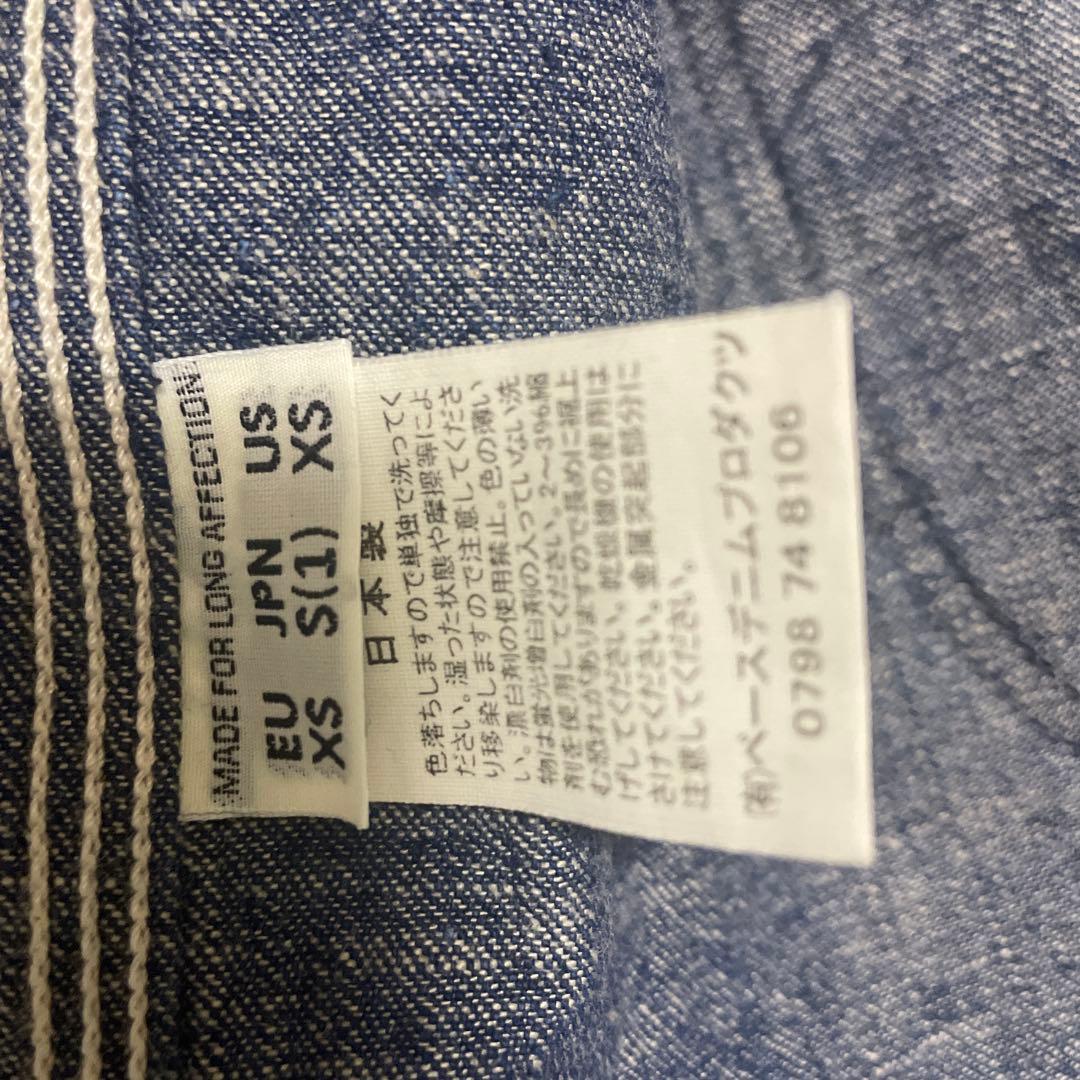 MADE FOR LONG AFFECTION
EU JPN US
XS S(1) XS
日本製
色落ちしますので単独で洗ってく
ださい。湿った状態や摩擦等によ
り移染しますので注意してくださ
い。漂白剤の使用禁止。色の薄い
物は蛍光増白剤の入っていない洗
剤を使用してください。2～3%縮
む恐れがありますので長めに裾上
げしてください。乾燥機の使用は
さけてください。金属突起部分に
注意してください。
(有)ベースデニムプロダクツ
0798 74 8106